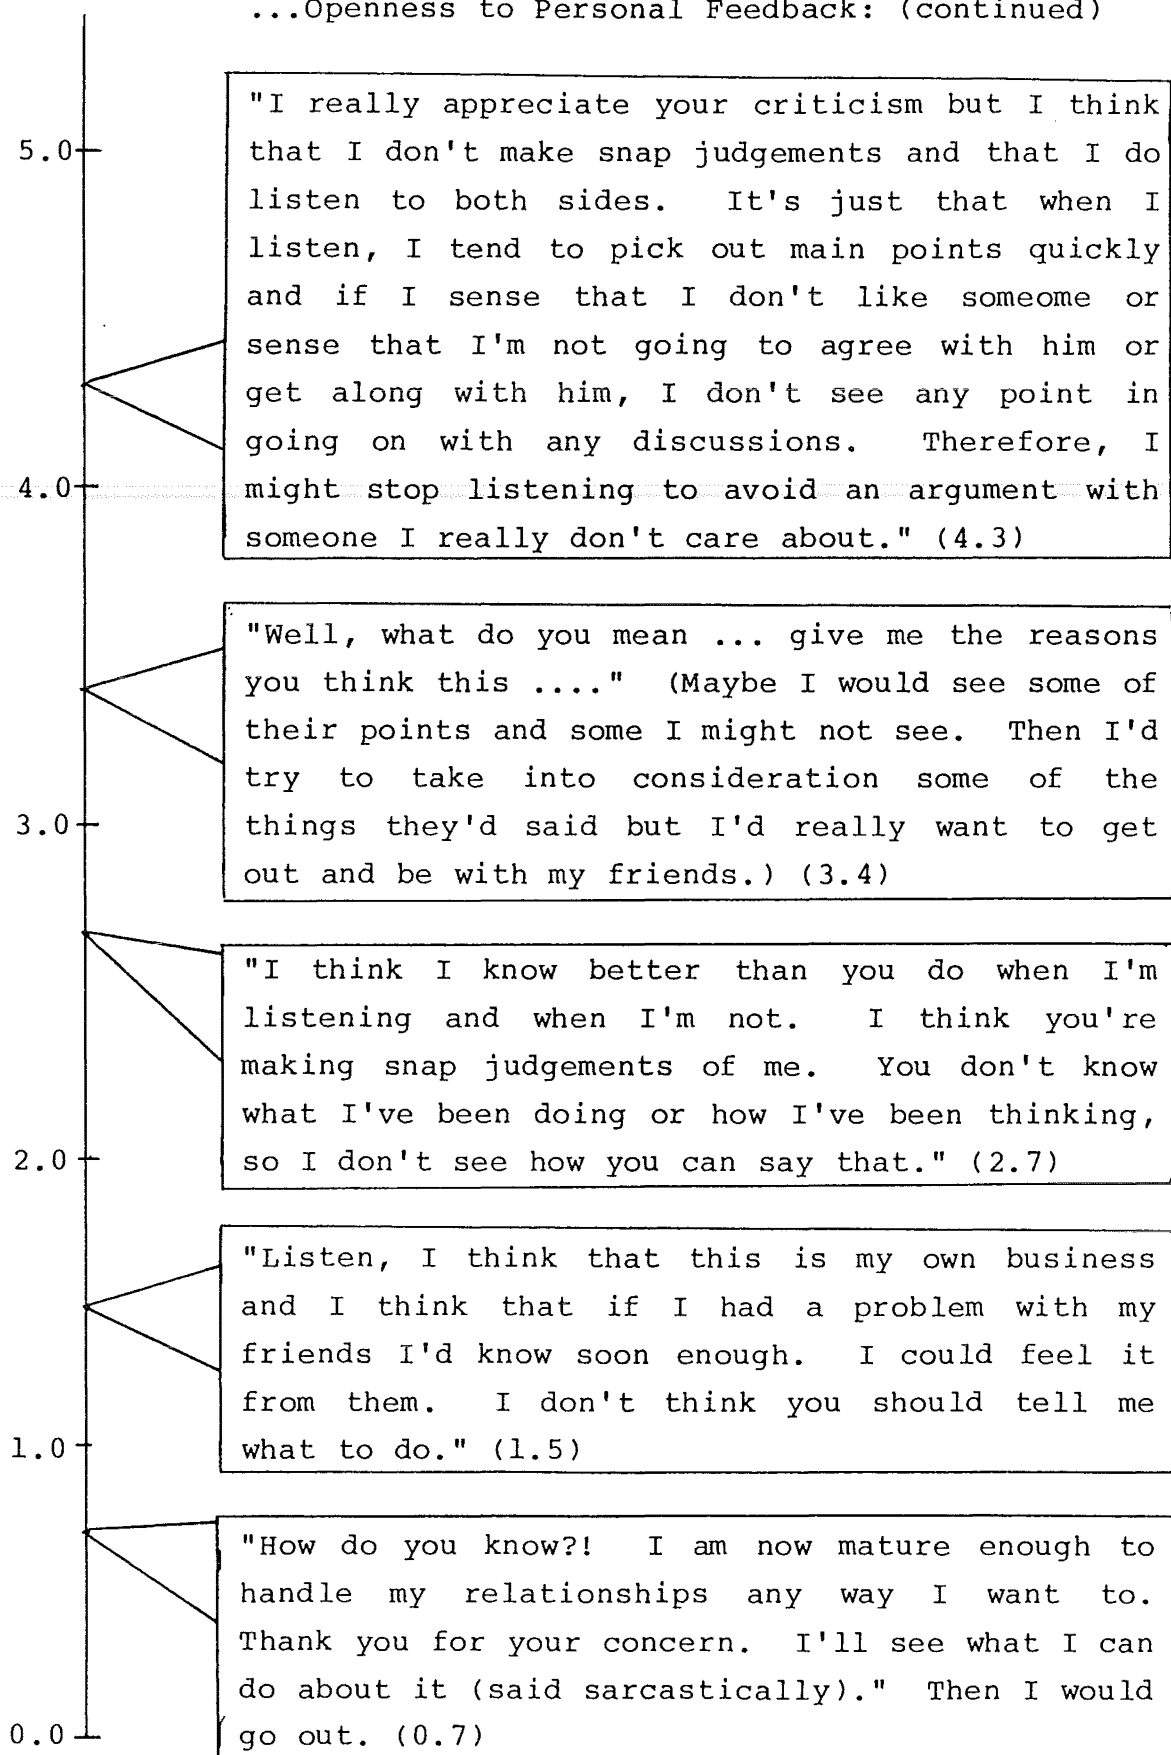 ...Openness to Personal Feedback: (continued)
"I really appreciate your criticism but I think
5.0
that I don't make snap judgements and that I do
listen to both sides. It's just that when I
listen, I tend to pick out main points quickly
and if I sense that I don't like someome or
sense that I'm not going to agree with him or
get along with him, I don't see any point in
going on with any discussions. Therefore, I
4.0
might stop listening to avoid an argument with
someone I really don't care about." (4.3)
"Well, what do you mean ... give me the reasons
you think this ...." (Maybe I would see some of
their points and some I might not see. Then I'd
try to take into consideration some of the
3.0
things they'd said but I'd really want to get
out and be with my friends.) (3.4)
"I think I know better than you do when I'm
listening and when I'm not. I think you're
making snap judgements of me. You don't know
what I've been doing or how I've been thinking,
2.0
so I don't see how you can say that." (2.7)
"Listen, I think that this is my own business
and I think that if I had a problem with my
friends I'd know soon enough. I could feel it
from them. I don't think you should tell me
1.0
what to do." (1.5)
"How do you know?! I am now mature enough to
handle my relationships any way I want to.
Thank you for your concern. I'll see what I can
do about it (said sarcastically)." Then I would
0.0
go out. (0.7)